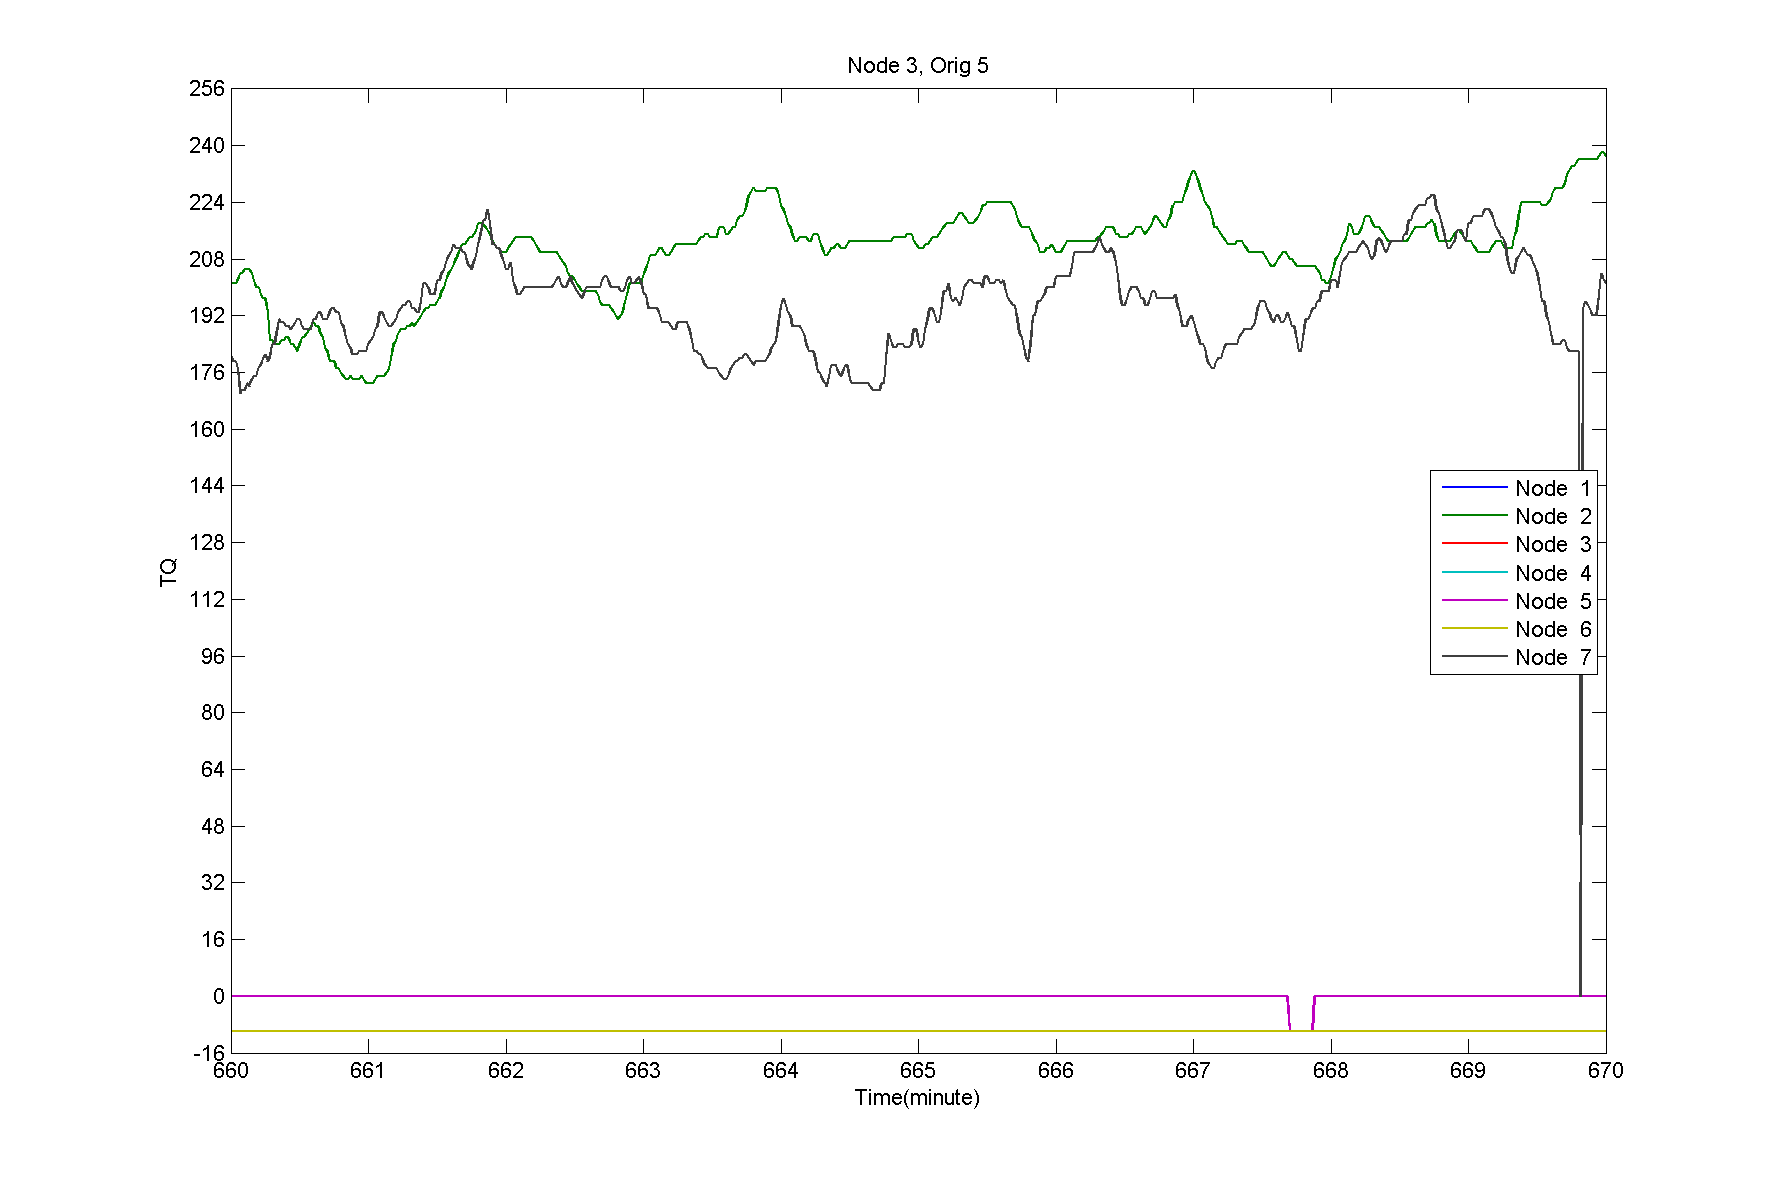 Node 3, Orig 5
256
240
224
208
192
176
160
144
128
112
96
80
64
48
32
16
0
-16
TQ
Node 1
Node 2
Node 3
Node 4
Node 5
Node 6
Node 7
660 661 662 663 664 665 666 667 668 669 670
Time(minute)